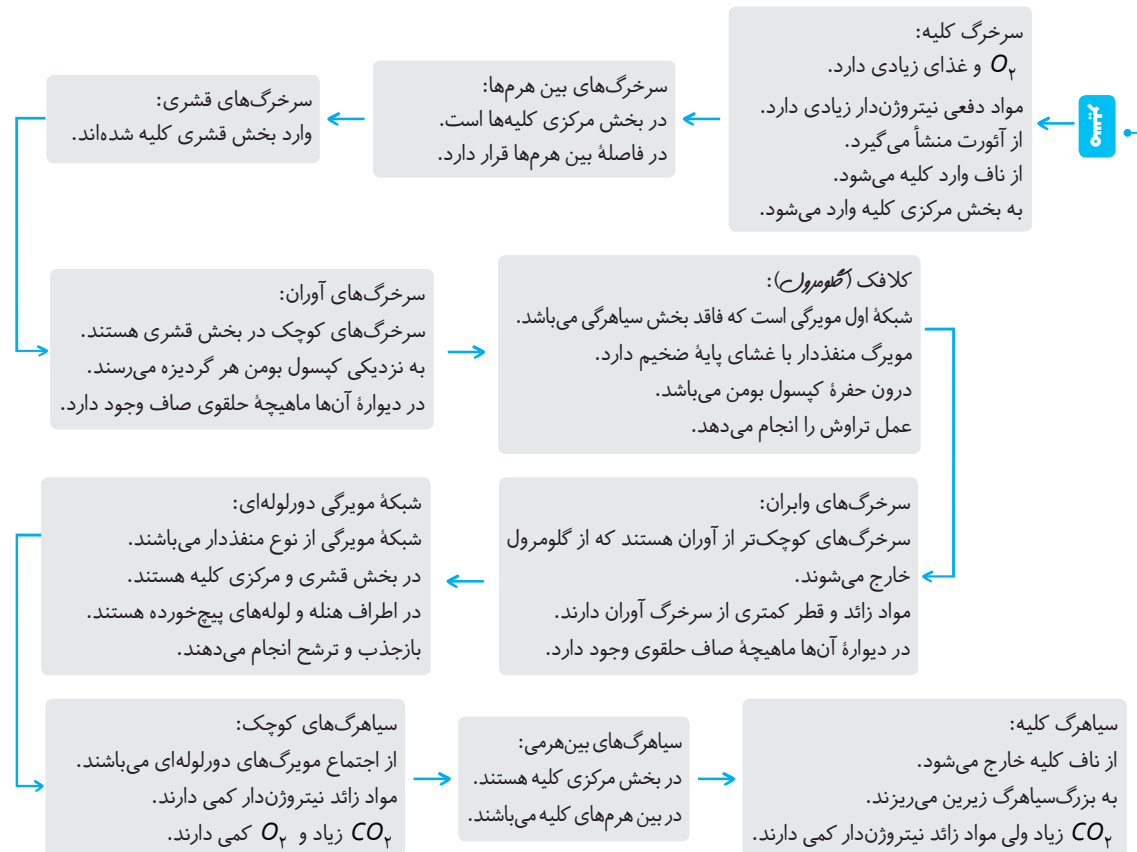 سرخرگ کلیه:
O۲ و غذای زیادی دارد.
مواد دفعی نیتروژن‌دار زیادی دارد.
از آئورت منشأ می‌گیرد.
از ناف وارد کلیه می‌شود.
به بخش مرکزی کلیه وارد می‌شود.
سرخرگ‌های بین هرم‌ها:
در بخش مرکزی کلیه‌ها است.
در فاصلهٔ بین هرم‌ها قرار دارد.
سرخرگ‌های قشری:
وارد بخش قشری کلیه شده‌اند.
سرخرگ‌های آوران:
سرخرگ‌های کوچک در بخش قشری هستند.
به نزدیکی کپسول بومن هر گردیزه می‌رسند.
در دیوارهٔ آن‌ها ماهیچهٔ حلقوی صاف وجود دارد.
کلافک (گلومرول):
شبکهٔ اول مویرگی است که فاقد بخش سیاهرگی می‌باشد.
مویرگ منفذدار با غشای پایهٔ ضخیم دارد.
درون حفرهٔ کپسول بومن می‌باشد.
عمل تراوش را انجام می‌دهد.
سرخرگ‌های وابران:
سرخرگ‌های کوچک‌تر از آوران هستند که از گلومرول
خارج می‌شوند.
مواد زائد و قطر کمتری از سرخرگ آوران دارند.
در دیوارهٔ آن‌ها ماهیچهٔ صاف حلقوی وجود دارد.
شبکهٔ مویرگی دورلوله‌ای:
شبکهٔ مویرگی از نوع منفذدار می‌باشند.
در بخش قشری و مرکزی کلیه هستند.
در اطراف هنله و لوله‌های پیچ‌خورده هستند.
بازجذب و ترشح انجام می‌دهند.
سیاهرگ‌های کوچک:
از اجتماع مویرگ‌های دورلوله‌ای می‌باشند.
مواد زائد نیتروژن‌دار کمی دارند.
CO۲ زیاد و O۲ کمی دارند.
سیاهرگ‌های بین‌هرمی:
در بخش مرکزی کلیه هستند.
در بین هرم‌های کلیه می‌باشند.
سیاهرگ کلیه:
از ناف کلیه خارج می‌شود.
به بزرگ‌سیاهرگ زیرین می‌ریزند.
CO۲ زیاد ولی مواد زائد نیتروژن‌دار کمی دارند.